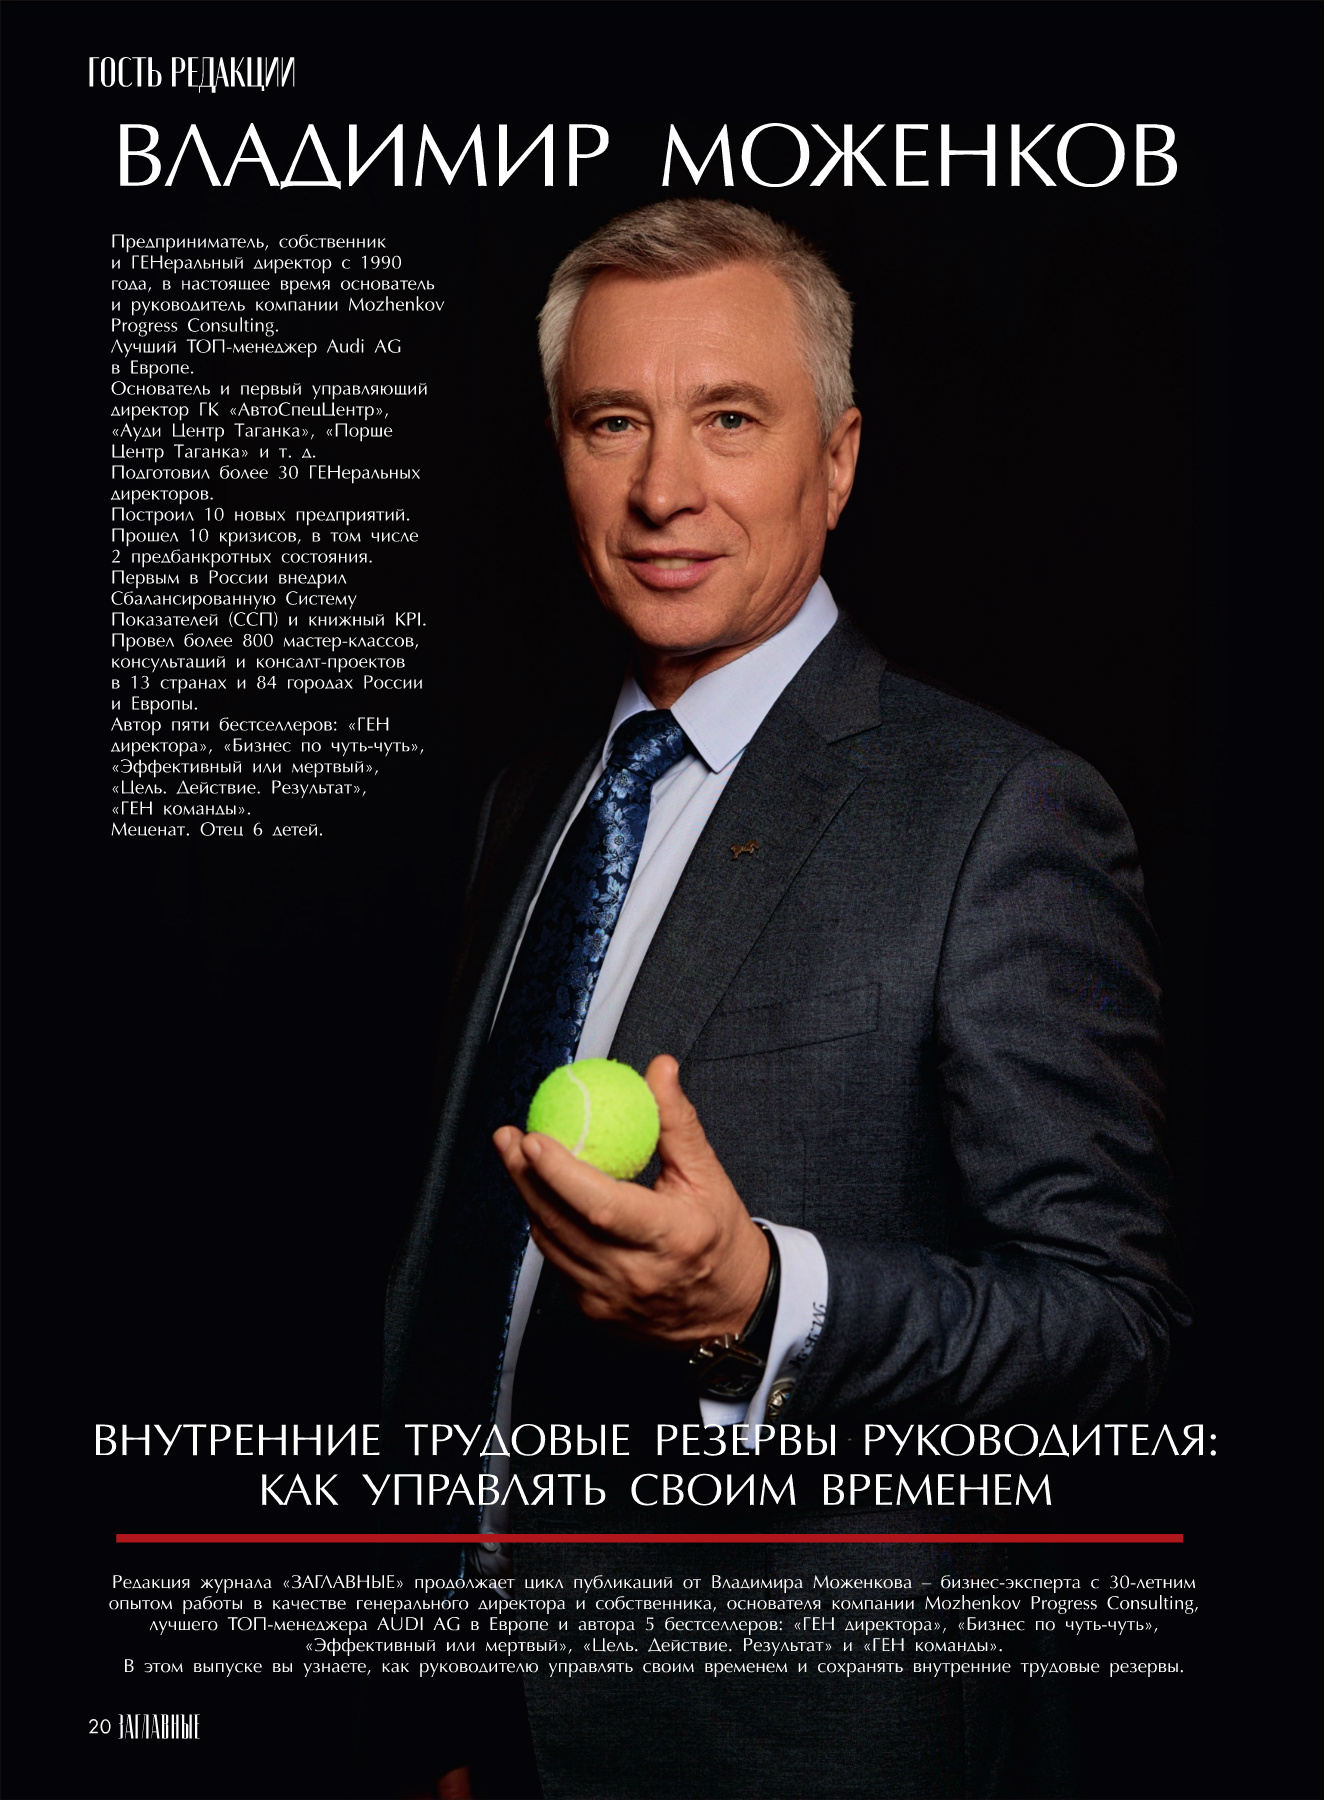 ГОСТЬ РЕДАКЦИИ
ВЛАДИМИР МОЖЕНКОВ
Предприниматель, собственник
и ГЕНеральный директор с 1990
года, в настоящее время основатель
и руководитель компании Mozhenkov
Progress Consulting.
Лучший ТОП-менеджер Audi AG
в Европе.
Основатель и первый управляющий
директор ГК «АвтоСпецЦентр»,
«Ауди Центр Таганка», «Порше
Центр Таганка» и т. д.
Подготовил более 30 ГЕНеральных
директоров.
Построил 10 новых предприятий.
Прошел 10 кризисов, в том числе
2 предбанкротных состояния.
Первым в России внедрил
Сбалансированную Систему
Показателей (ССП) и книжный KPI.
Провел более 800 мастер-классов,
консультаций и консалт-проектов
в 13 странах и 84 городах России
и Европы.
Автор пяти бестселлеров: «ГЕН
директора», «Бизнес по чуть-чуть»,
«Эффективный или мертвый»,
«Цель. Действие. Результат»,
«ГЕН команды».
Меценат. Отец 6 детей.
ВНУТРЕННИЕ ТРУДОВЫЕ РЕЗЕРВЫ РУКОВОДИТЕЛЯ:
КАК УПРАВЛЯТЬ СВОИМ ВРЕМЕНЕМ
Редакция журнала «ЗАГЛАВНЫЕ» продолжает цикл публикаций от Владимира Моженкова – бизнес-эксперта с 30-летним
опытом работы в качестве генерального директора и собственника, основателя компании Mozhenkov Progress Consulting,
лучшего ТОП-менеджера AUDI AG в Европе и автора 5 бестселлеров: «ГЕН директора», «Бизнес по чуть-чуть»,
«Эффективный или мертвый», «Цель. Действие. Результат» и «ГЕН команды».
В этом выпуске вы узнаете, как руководителю управлять своим временем и сохранять внутренние трудовые резервы.
20 ЗАГЛАВНЫЕ